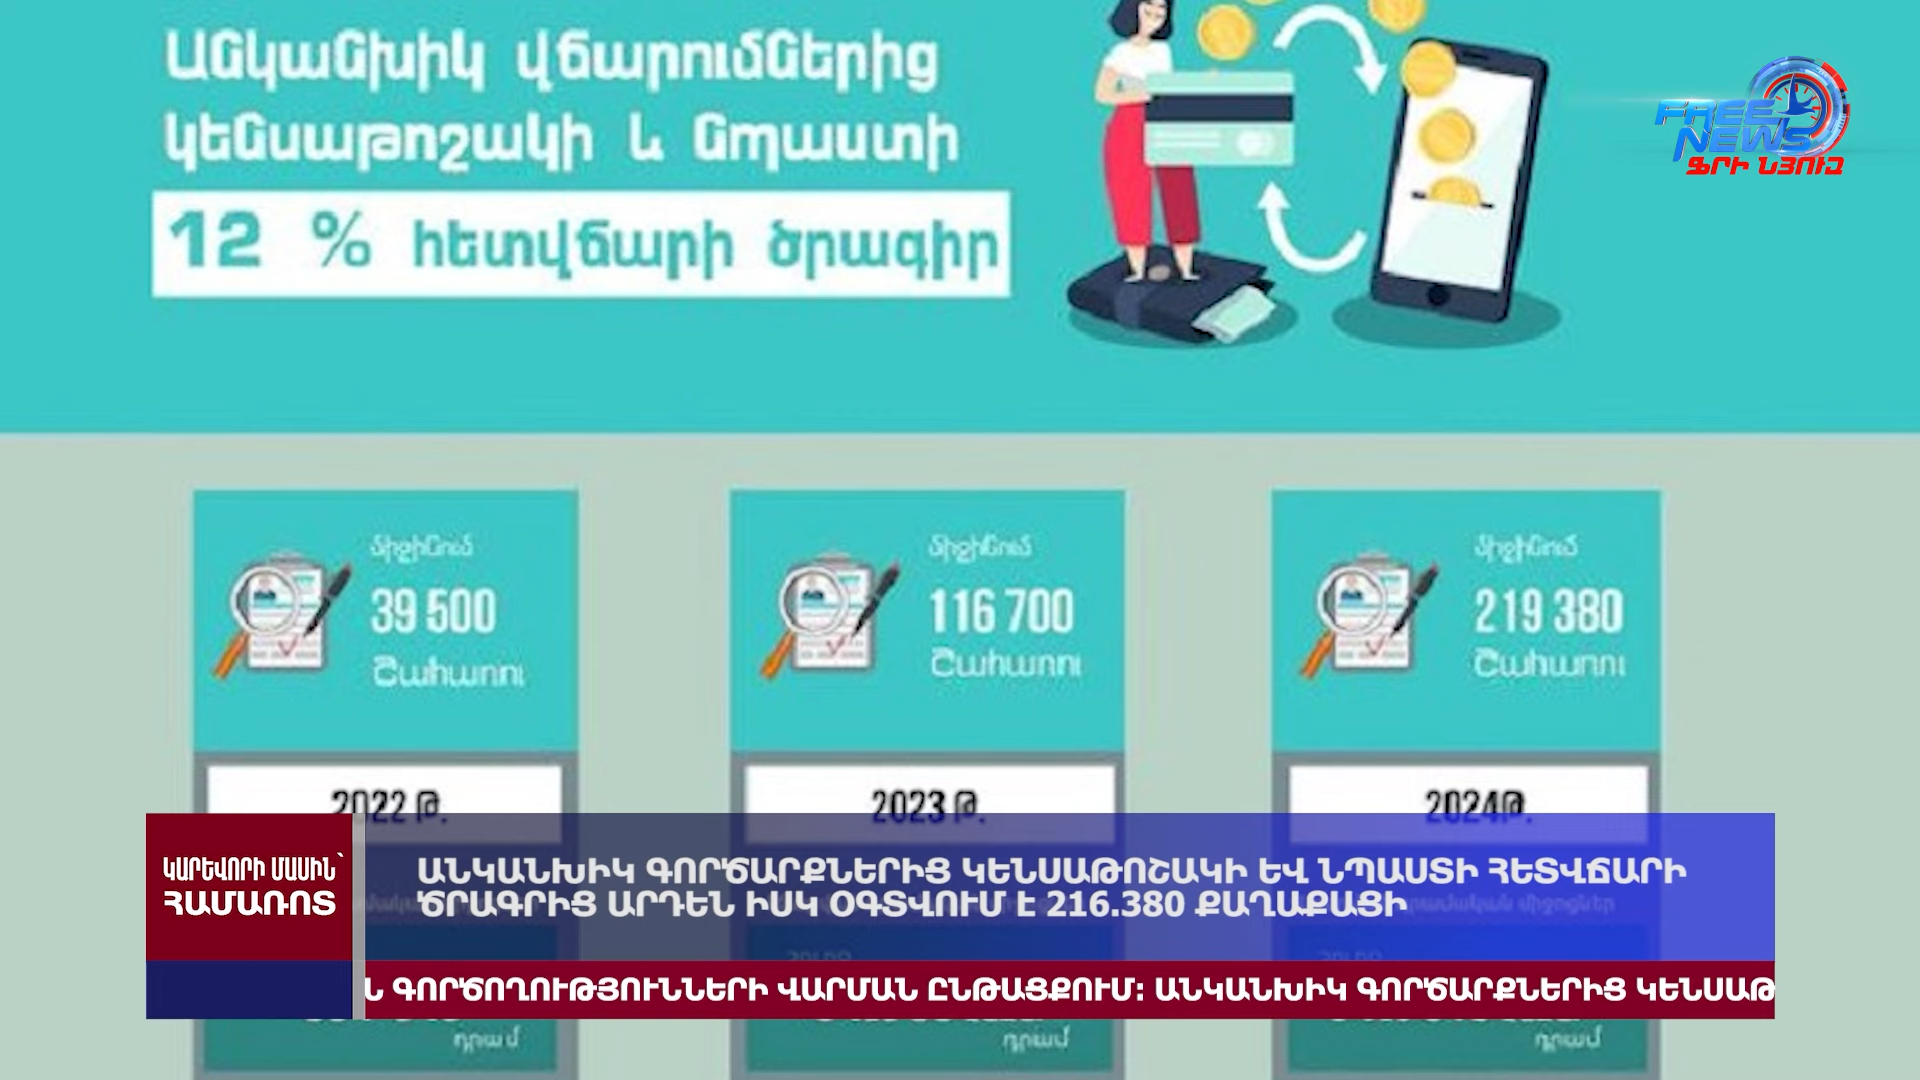 Անկանխիկ վճարումներից
կենսաթոշակի և նպաստի
12 % հետվճարի ծրագիր
FREE
NEWS
ՖՐԻ ՆՅՈՒԶ
միջինում
39 500
Շահառու
միջինում
116 700
Շահառու
միջինում
219 380
Շահառու
2022 Թ.
2023 Թ.
2024Թ.
ԿԱՐԵՎՈՐԻ ՄԱՍԻՆ՝
ՀԱՄԱՌՈՏ
ԱՆԿԱՆԽԻԿ ԳՈՐԾԱՐՔՆԵՐԻՑ ԿԵՆՍԱԹՈՇԱԿԻ ԵՎ ՆՊԱՍՏԻ ՀԵՏՎՃԱՐԻ
ԾՐԱԳՐԻՑ ԱՐԴԵՆ ԻՍԿ ՕԳՏՎՈՒՄ Է 216.380 ՔԱՂԱՔԱՑԻ
Ն ԳՈՐԾՈՂՈՒԹՅՈՒՆՆԵՐԻ ՎԱՐՄԱՆ ԸՆԹԱՑՔՈՒՄ: ԱՆԿԱՆԽԻԿ ԳՈՐԾԱՐՔՆԵՐԻՑ ԿԵՆՍԱԹ
դրամ
դրամ
դրամ